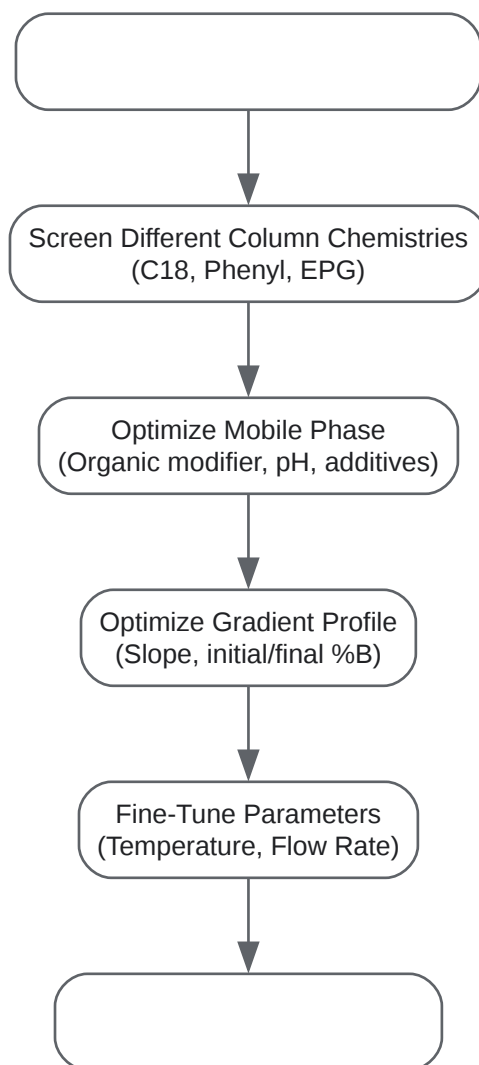 Screen Different Column Chemistries
(C18, Phenyl, EPG)
Optimize Mobile Phase
(Organic modifier, pH, additives)
Optimize Gradient Profile
(Slope, initial/final %B)
Fine-Tune Parameters
(Temperature, Flow Rate)